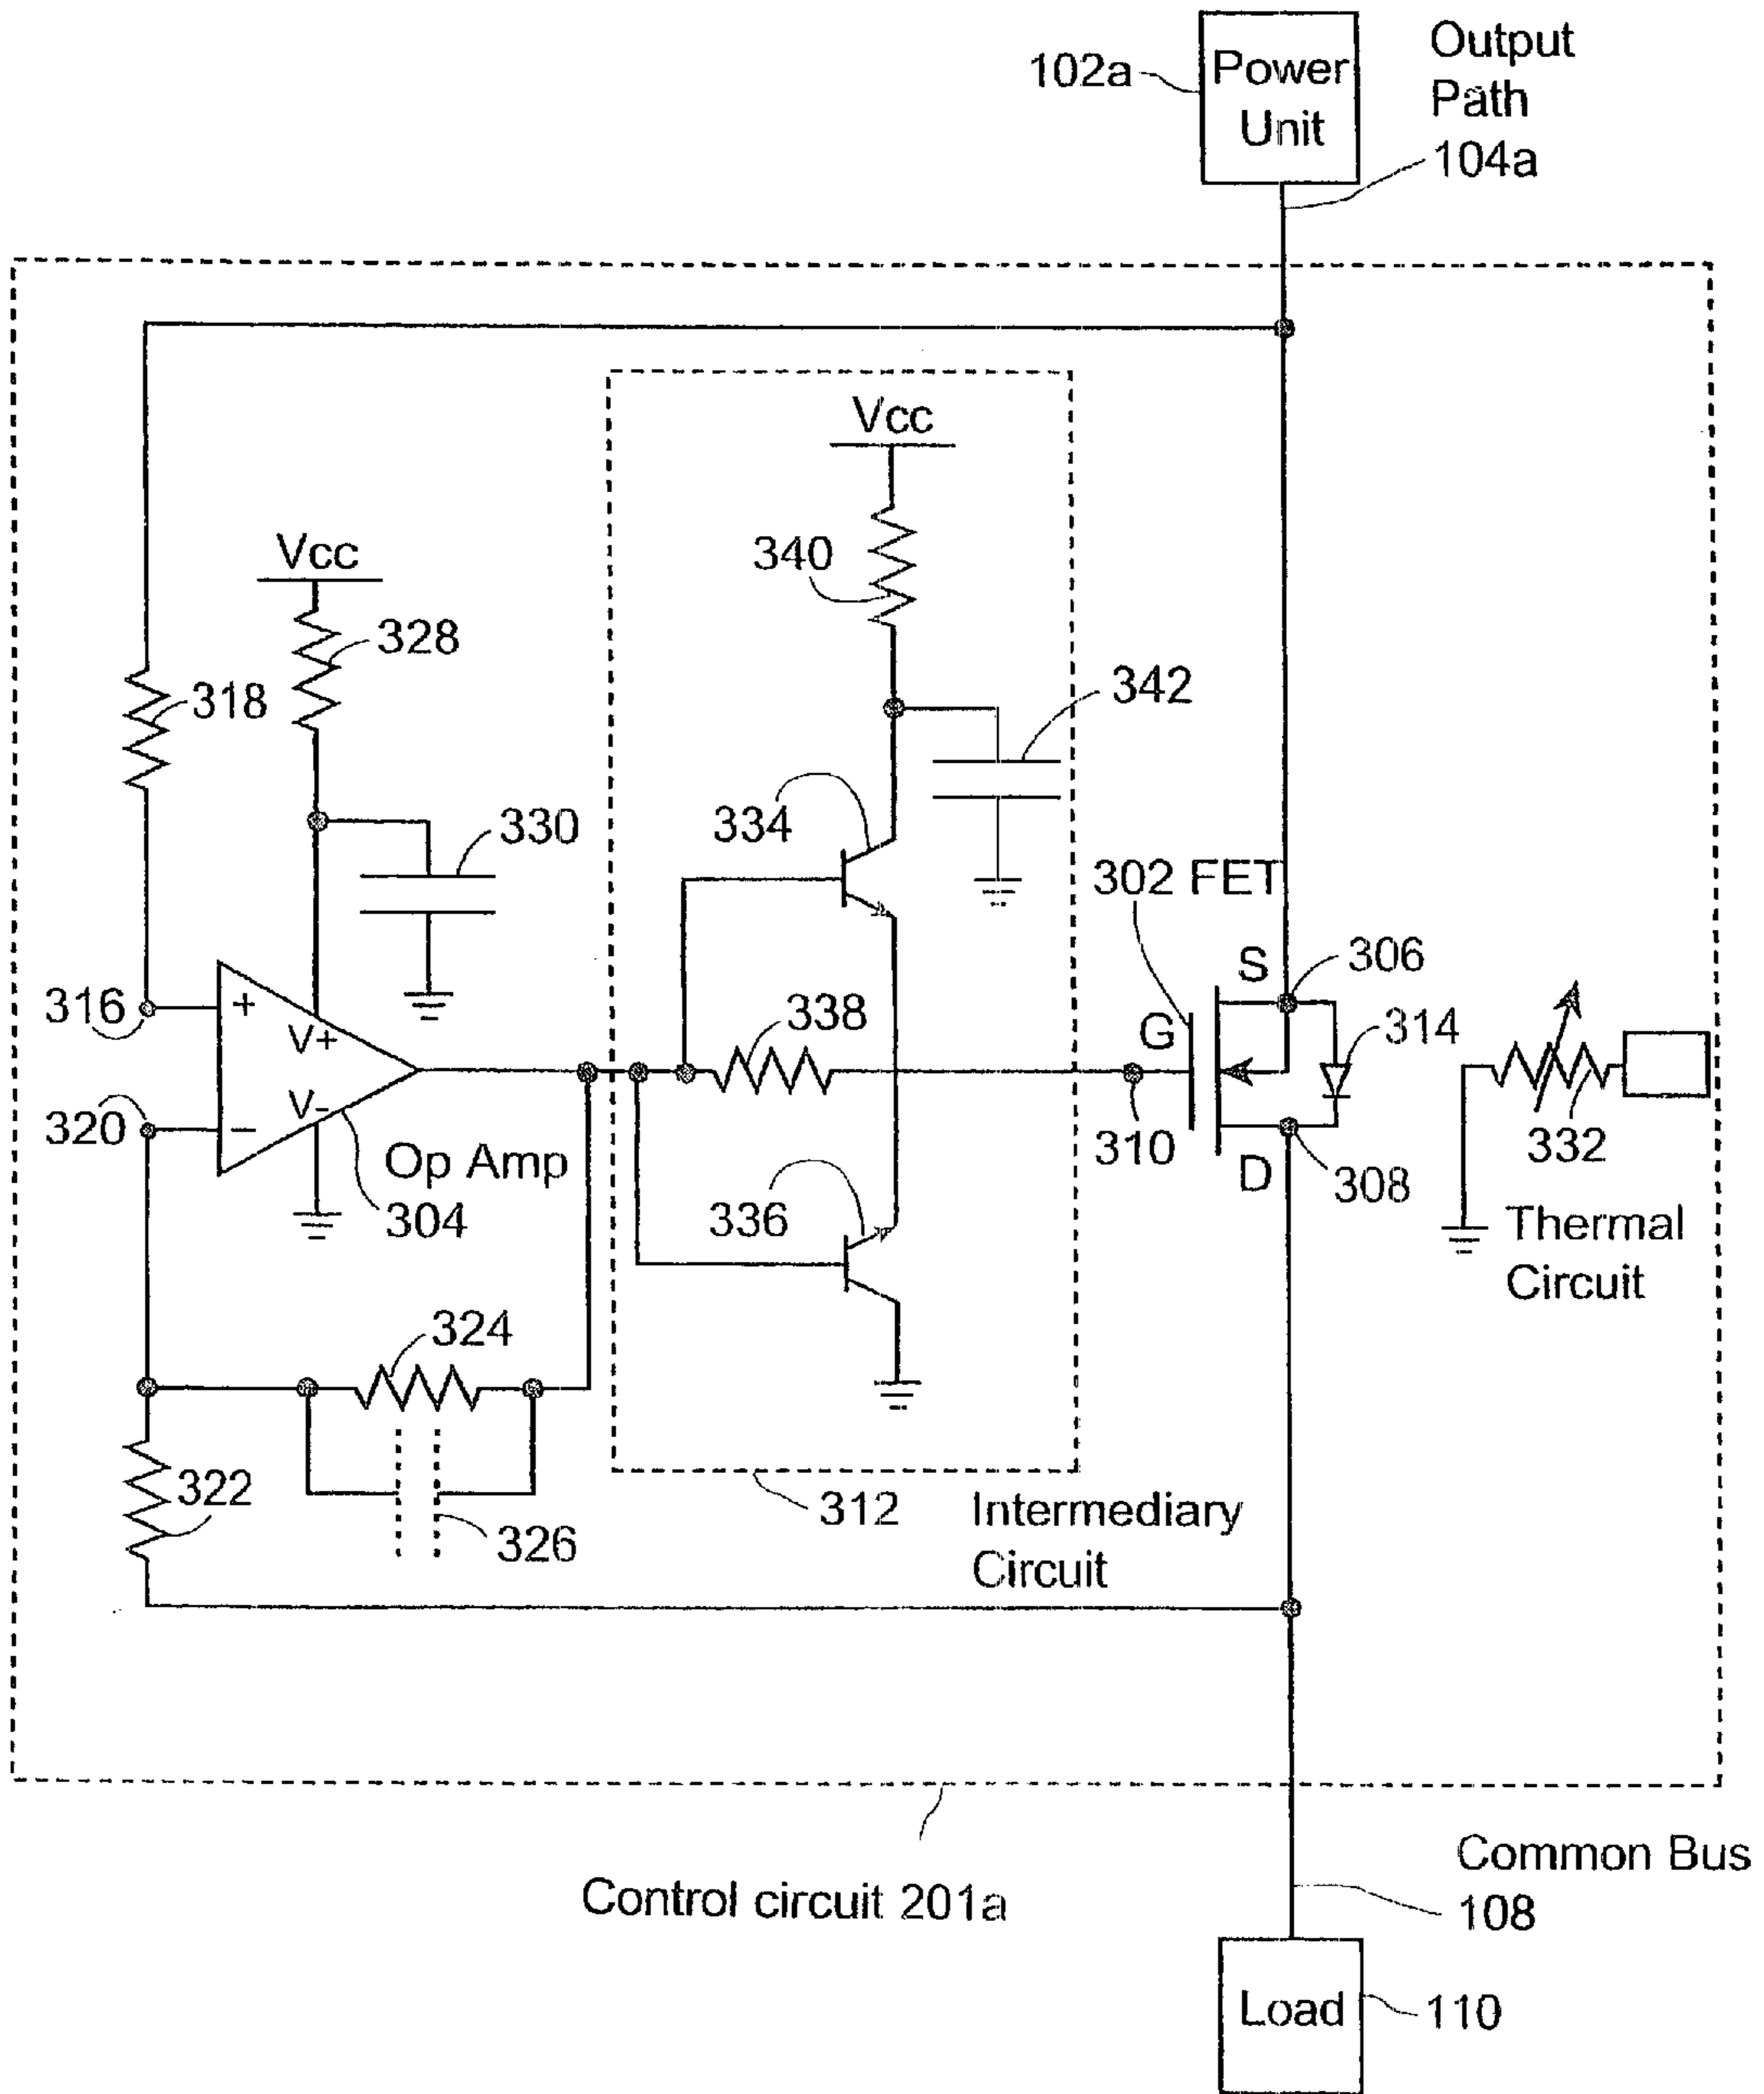 102a
Power
Unit
Output
Path
104a
Vcc
Vcc
340
328
318
342
334
330
302 FET
S
306
316
+
V+
338
G
314
V-
320
−
Op Amp
304
310
D
308
332
Thermal
Circuit
336
324
322
326
312
Intermediary
Circuit
Control circuit 201a
Common Bus
108
Load
110